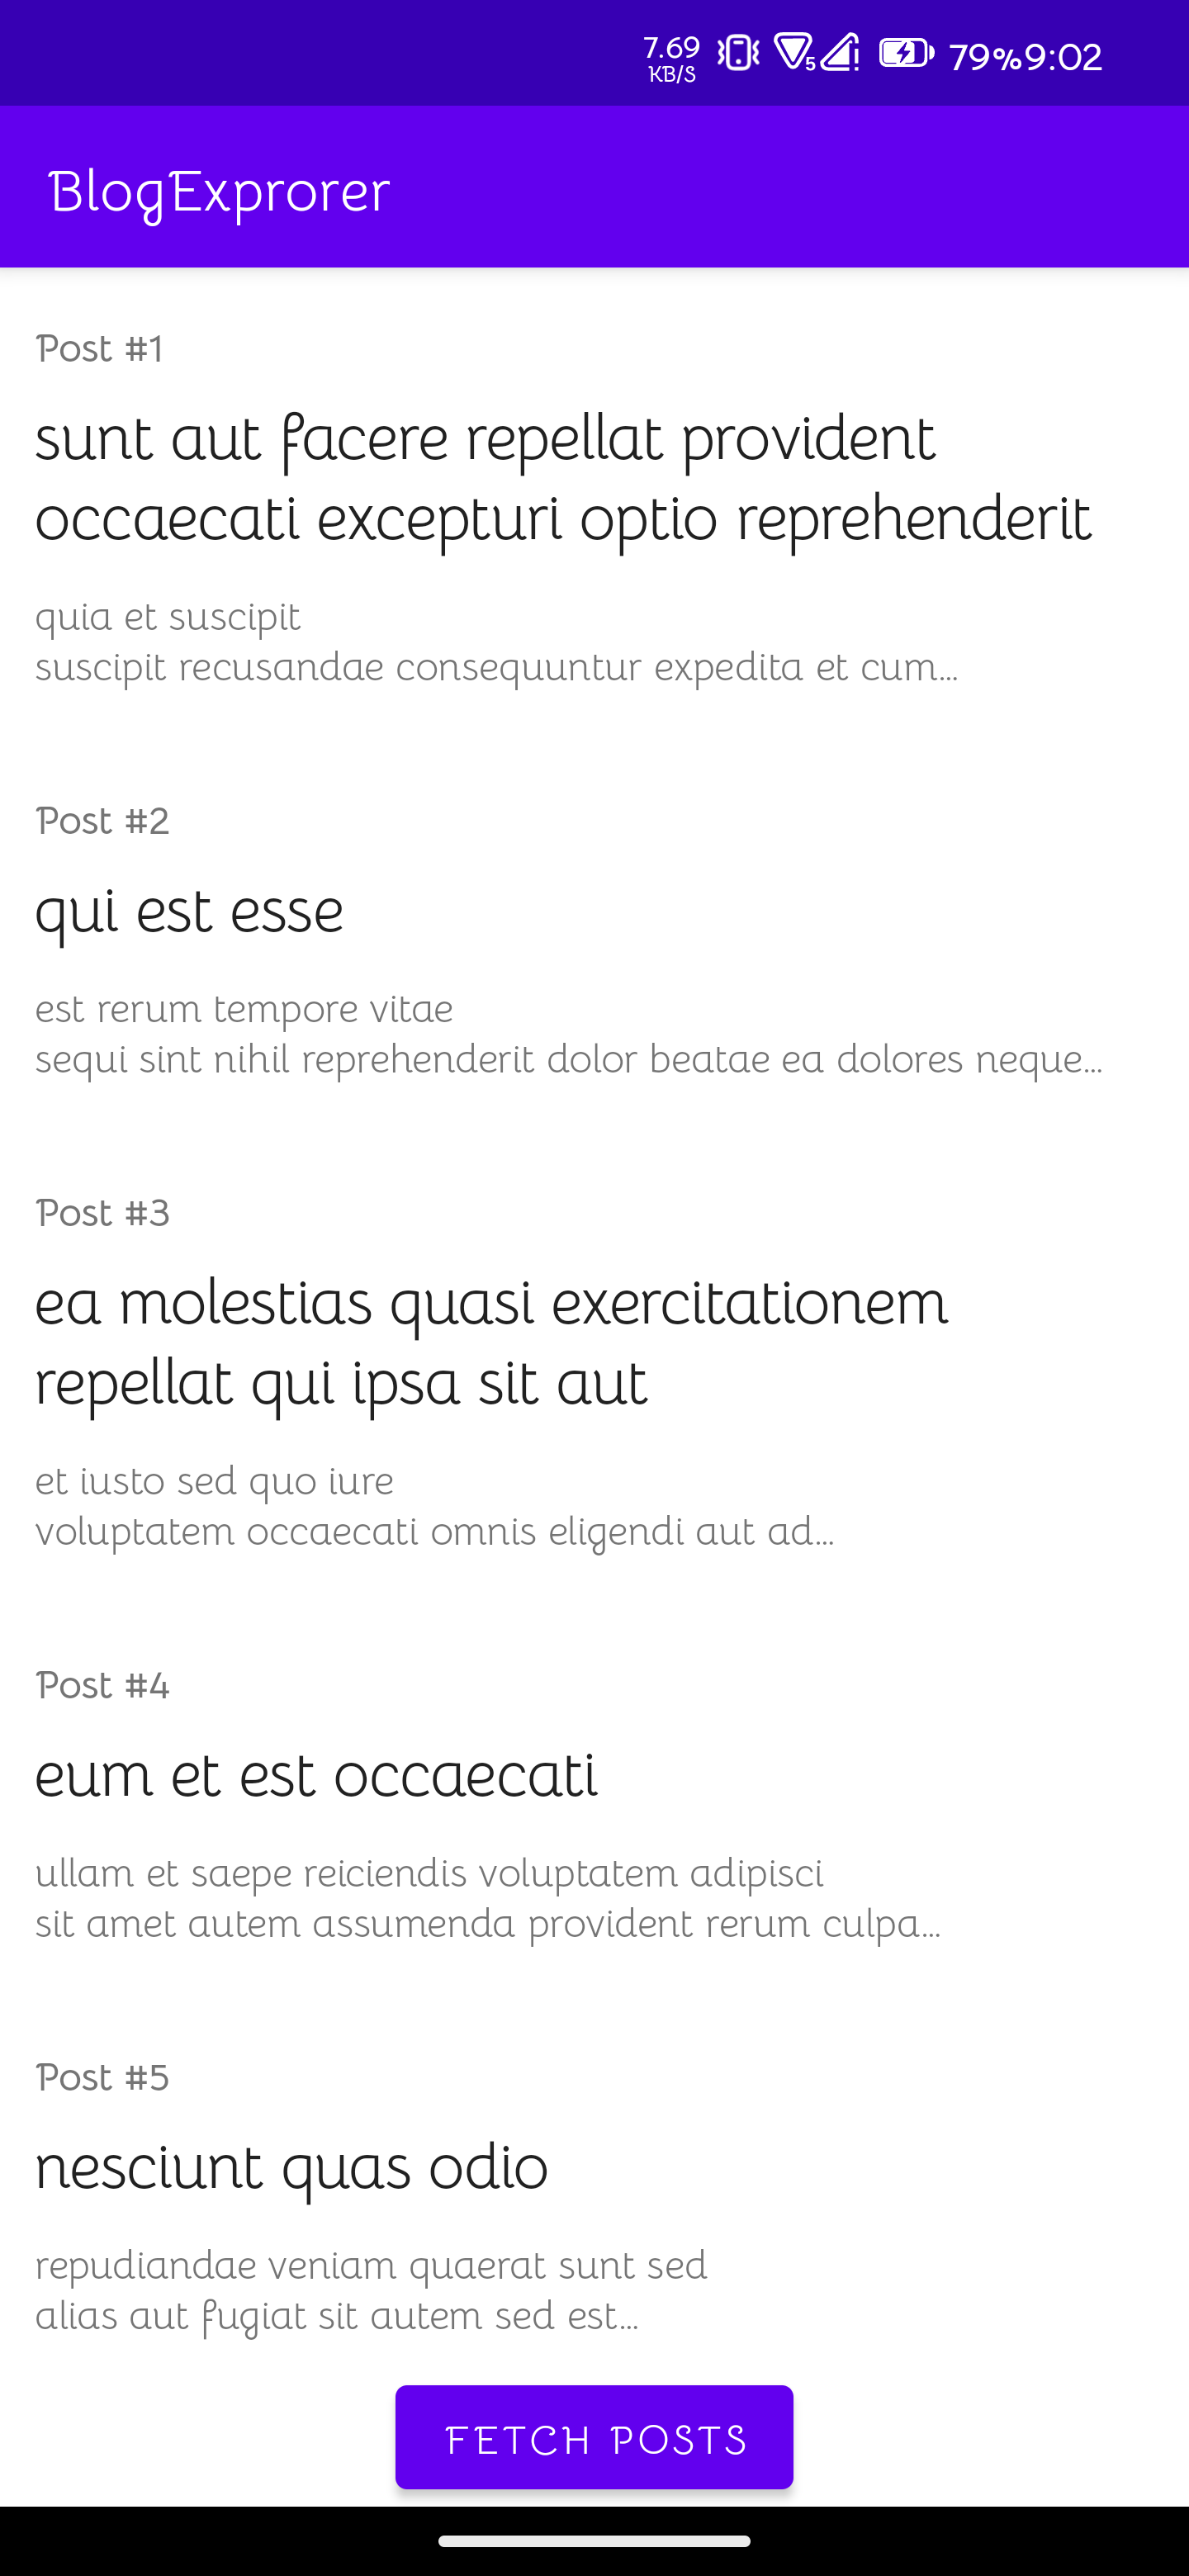 7.69
KB/S
5
79%9:02
BlogExprorer
Post #1
sunt aut facere repellat provident
occaecati excepturi optio reprehenderit
quia et suscipit
suscipit recusandae consequuntur expedita et cum...
Post #2
qui est esse
est rerum tempore vitae
sequi sint nihil reprehenderit dolor beatae ea dolores neque...
Post #3
ea molestias quasi exercitationem
repellat qui ipsa sit aut
et iusto sed quo iure
voluptatem occaecati omnis eligendi aut ad...
Post #4
eum et est occaecati
ullam et saepe reiciendis voluptatem adipisci
sit amet autem assumenda provident rerum culpa...
Post #5
nesciunt quas odio
repudiandae veniam quaerat sunt sed
alias aut fugiat sit autem sed est...
FETCH POSTS